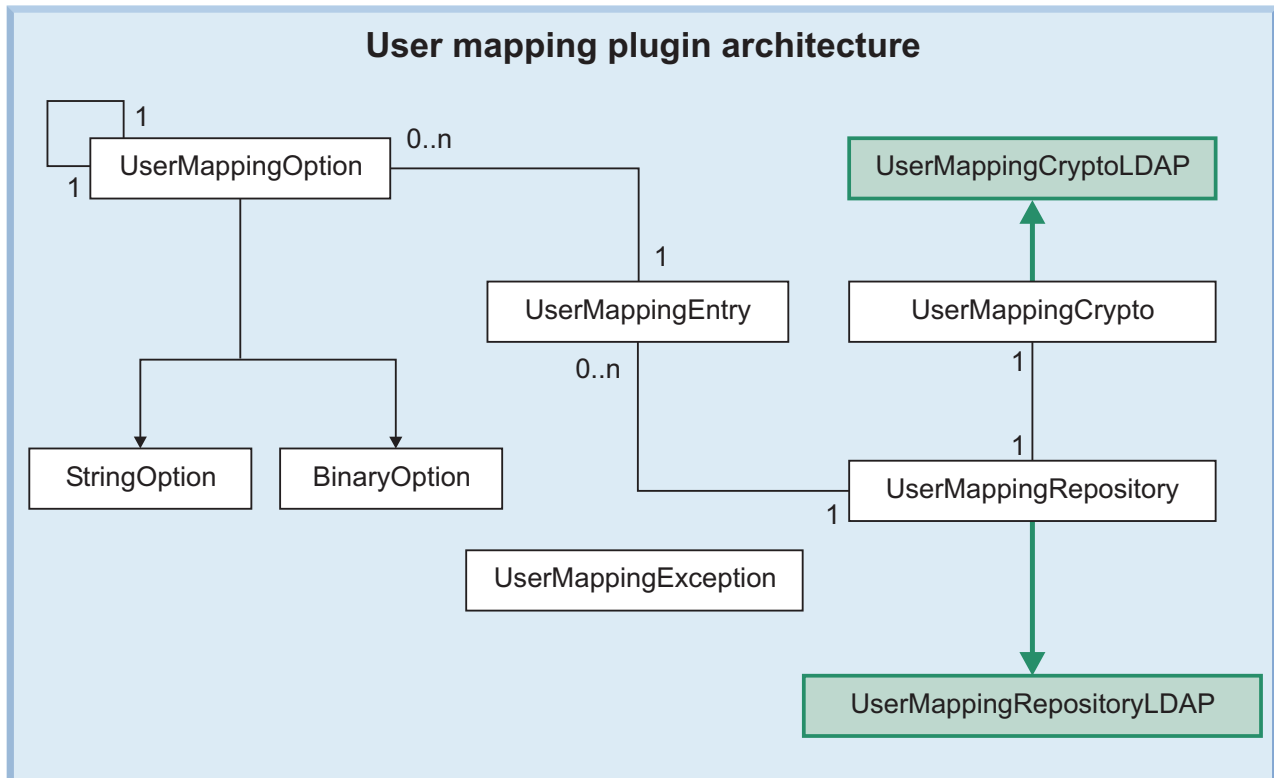 User mapping plugin architecture
1
0..n
UserMappingOption
UserMappingCryptoLDAP
1
1
UserMappingEntry
UserMappingCrypto
0..n
1
1
StringOption
BinaryOption
UserMappingRepository
1
UserMappingException
UserMappingRepositoryLDAP